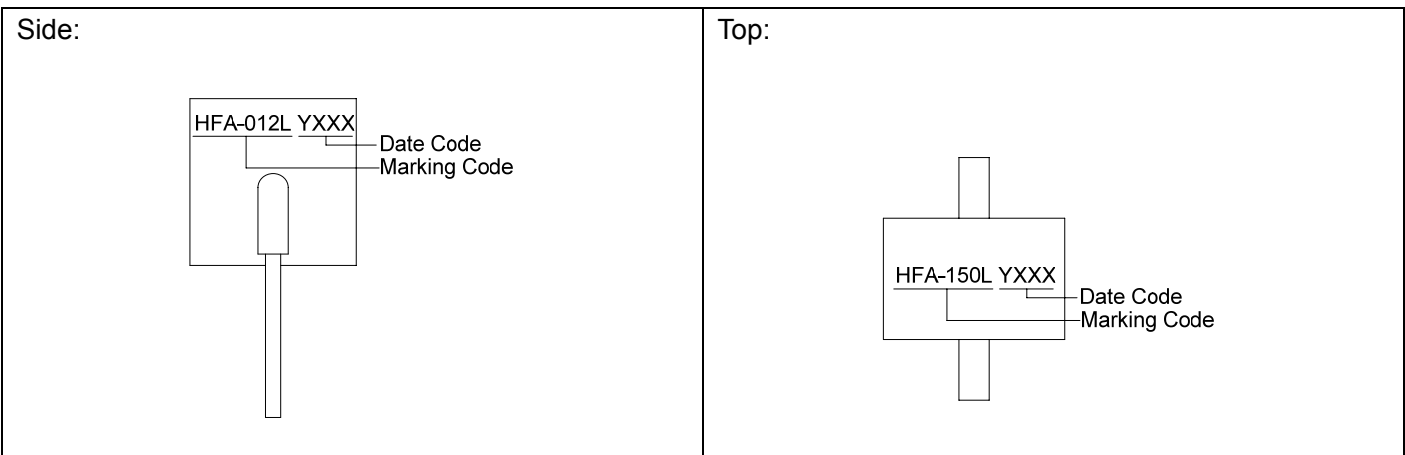 Side:
HFA-012L YXXX
Date Code
Marking Code
Top:
HFA-150L YXXX
Date Code
Marking Code